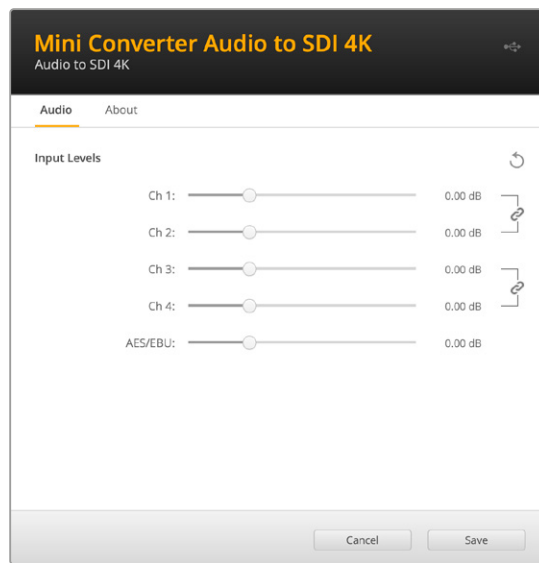 Mini Converter Audio to SDI 4K
Audio to SDI 4K
Audio About
Input Levels
Ch 1: 0.00 dB
Ch 2: 0.00 dB
Ch 3: 0.00 dB
Ch 4: 0.00 dB
AES/EBU: 0.00 dB
Cancel Save